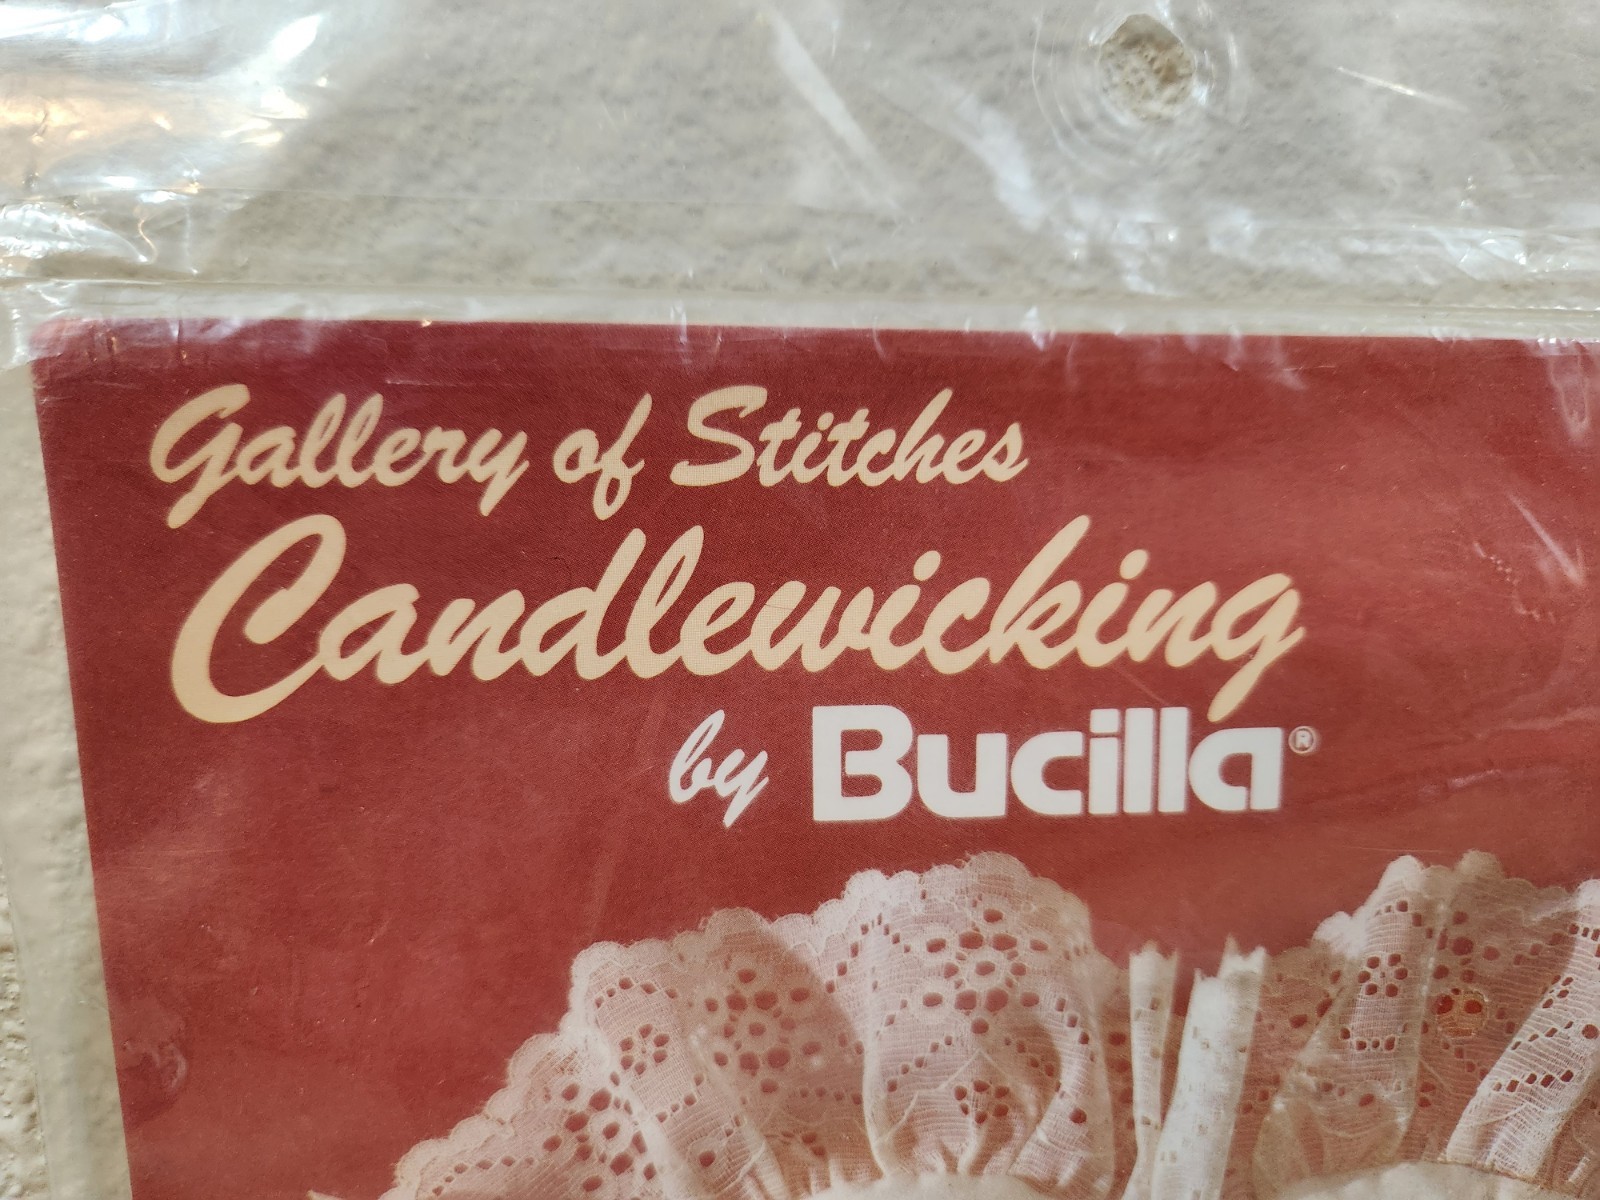 Gallery of Stitches
Candlewicking
by Bucilla®